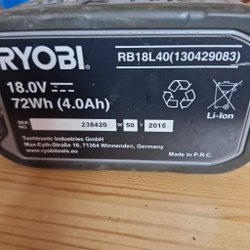 RYOBI
RB18L40(130429083)
18.0V
72Wh (4.0Ah)
Li-Ion
SER NO 238420 W 50 Y 2015
Techtronic Industries GmbH
Max-Eyth-Straße 10, 71364 Winnenden, Germany
www.ryobitools.eu
Made in P.R.C.